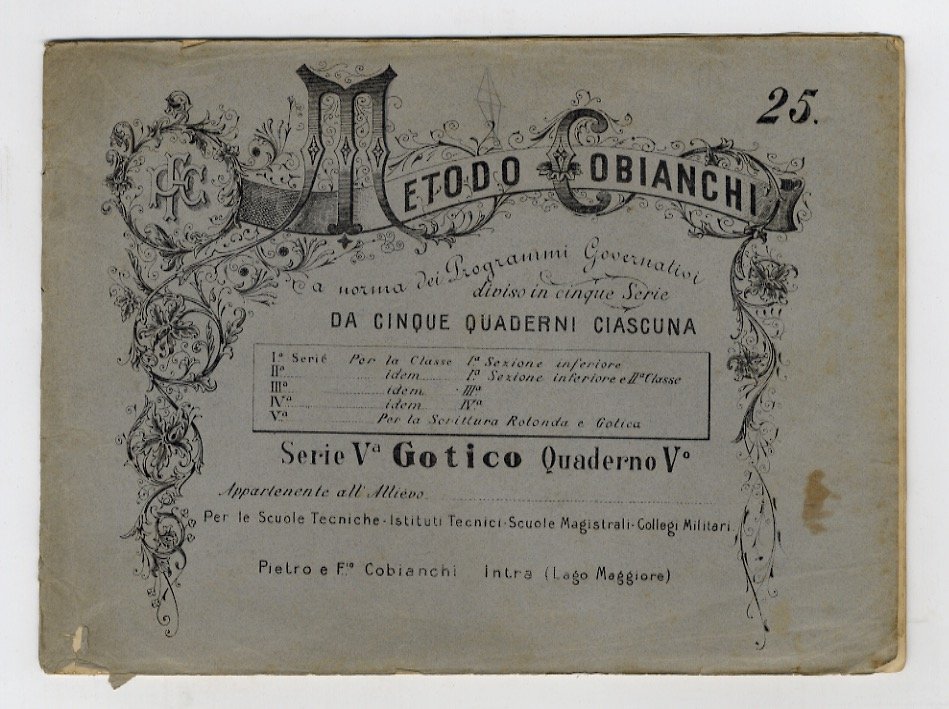 25.
METODO COBIANCHI
a norma dei Programmi Governativi
diviso in cinque Serie
DA CINQUE QUADERNI CIASCUNA
Iª Serie Per la Classe Iª Sezione inferiore
IIª idem Iª Sezione inferiore e IIª Classe
IIIª idem IIIª
IVª idem IVª
Vª Per la Scrittura Rotonda e Gotica
Serie Vª Gotico Quaderno Vº
Appartenente all'Allievo
Per le Scuole Tecniche-Istituti Tecnici-Scuole Magistrali-Collegi Militari.
Pietro e F.º Cobianchi Intra (Lago Maggiore)